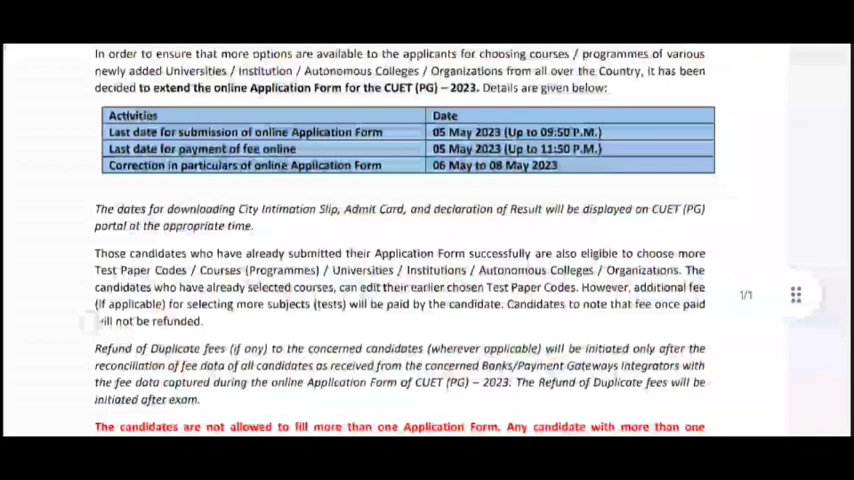 In order to ensure that more options are available to the applicants for choosing courses / programmes of various
newly added Universities / Institution / Autonomous Colleges / Organizations from all over the Country, it has been
decided to extend the online Application Form for the CUET (PG) – 2023. Details are given below:
Activities Date
Last date for submission of online Application Form 05 May 2023 (Up to 09:50 P.M.)
Last date for payment of fee online 05 May 2023 (Up to 11:50 P.M.)
Correction in particulars of online Application Form 06 May to 08 May 2023
The dates for downloading City Intimation Slip, Admit Card, and declaration of Result will be displayed on CUET (PG)
portal at the appropriate time.
Those candidates who have already submitted their Application Form successfully are also eligible to choose more
Test Paper Codes / Courses (Programmes) / Universities / Institutions / Autonomous Colleges / Organizations. The
candidates who have already selected courses, can edit their earlier chosen Test Paper Codes. However, additional fee
(if applicable) for selecting more subjects (tests) will be paid by the candidate. Candidates to note that fee once paid
will not be refunded.
1/1
Refund of Duplicate fees (if any) to the concerned candidates (wherever applicable) will be initiated only after the
reconciliation of fee data of all candidates as received from the concerned Banks/Payment Gateways Integrators with
the fee data captured during the online Application Form of CUET (PG) – 2023. The Refund of Duplicate fees will be
initiated after exam.
The candidates are not allowed to fill more than one Application Form. Any candidate with more than one